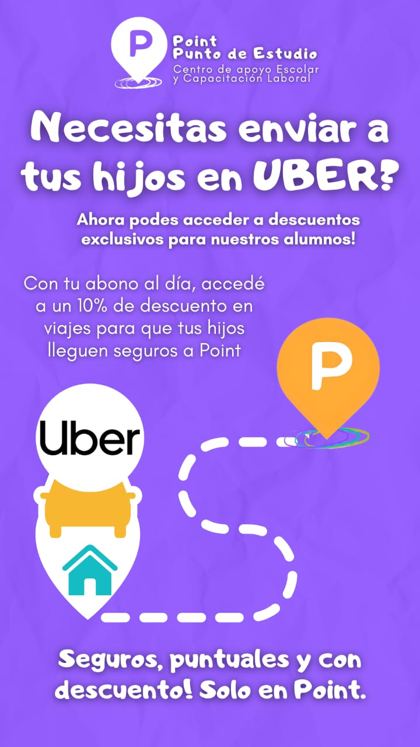 P
Point
Punto de Estudio
Centro de apoyo Escolar
y Capacitación Laboral
Necesitas enviar a
tus hijos en UBER?
Ahora podes acceder a descuentos
exclusivos para nuestros alumnos!
Con tu abono al día, accedé
a un 10% de descuento en
viajes para que tus hijos
lleguen seguros a Point
P
Uber
Seguros, puntuales y con
descuento! Solo en Point.